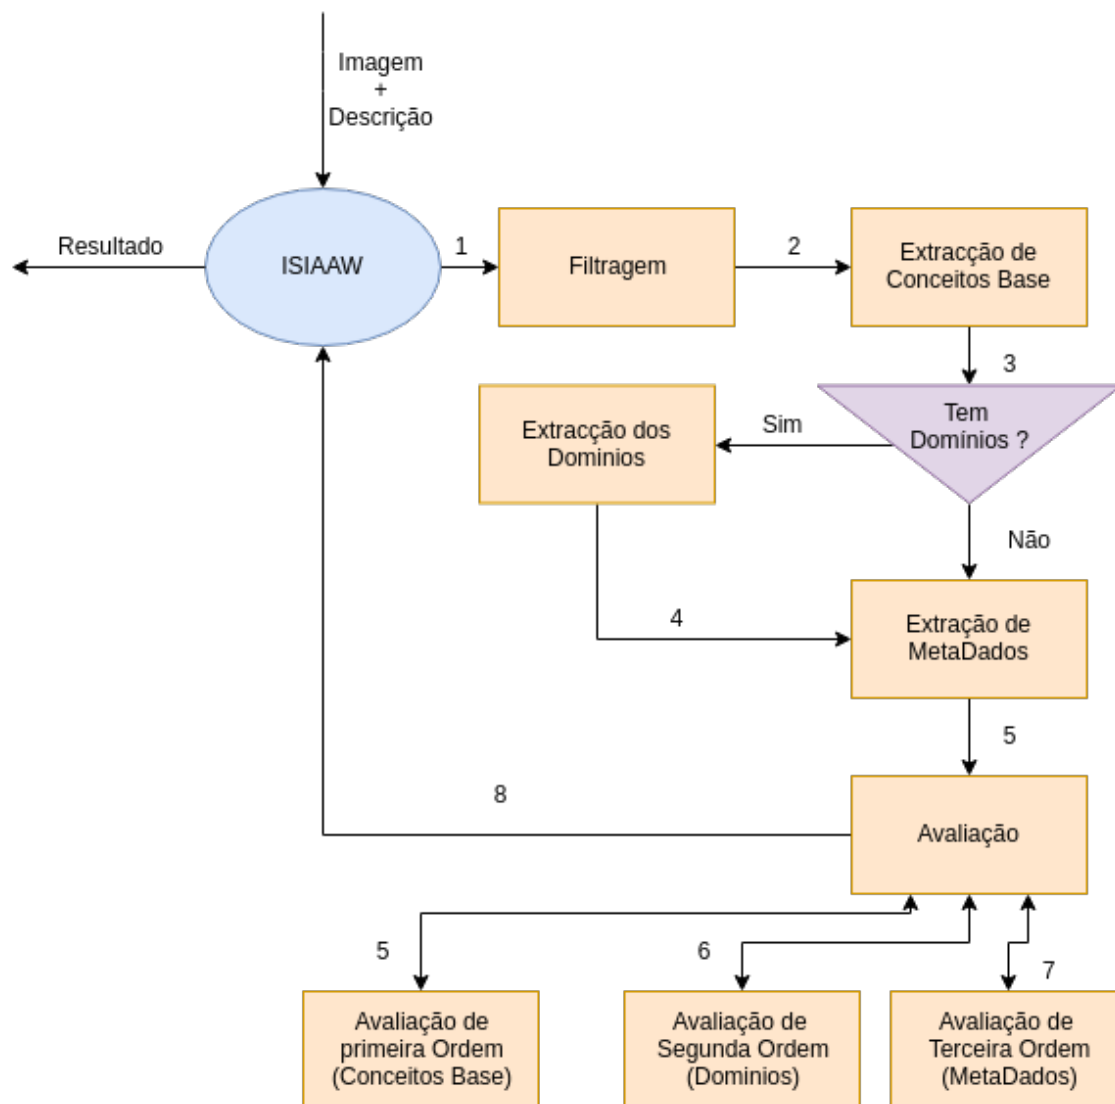 Imagem
+
Descrição
Resultado
ISIAAW
1
Filtragem
2
Extracção de
Conceitos Base
3
Tem
Domínios ?
Sim
Extracção dos
Dominios
Não
4
Extração de
MetaDados
5
8
Avaliação
5
6
7
Avaliação de
primeira Ordem
(Conceitos Base)
Avaliação de
Segunda Ordem
(Dominios)
Avaliação de
Terceira Ordem
(MetaDados)